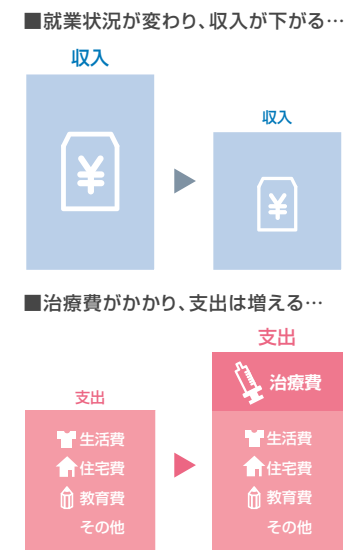 ■就業状況が変わり、収入が下がる…
収入
収入
¥
¥
■治療費がかかり、支出は増える…
支出
治療費
支出
生活費
住宅費
教育費
その他
生活費
住宅費
教育費
その他